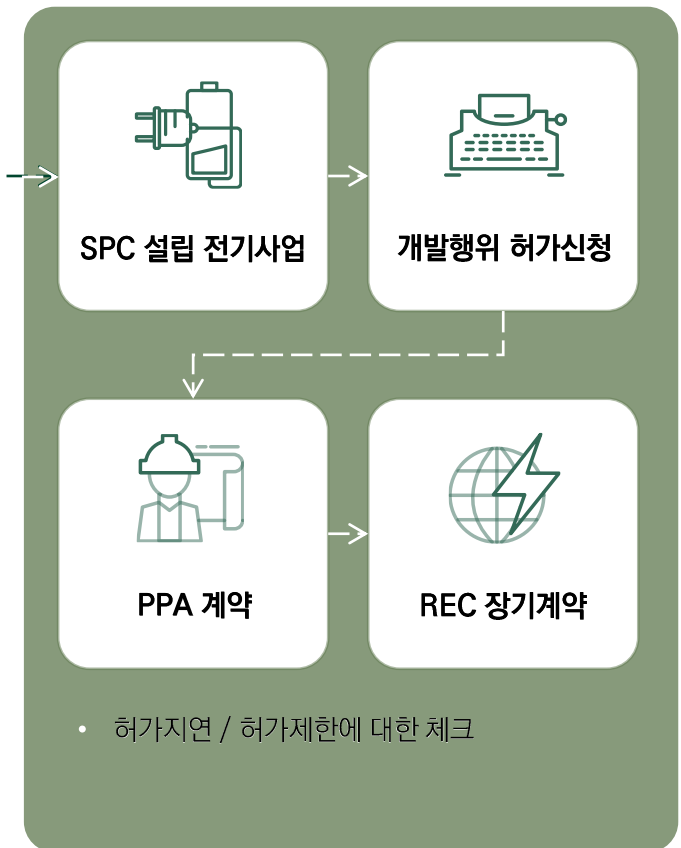 SPC 설립 전기사업
개발행위 허가신청
PPA 계약
REC 장기계약
• 허가지연 / 허가제한에 대한 체크